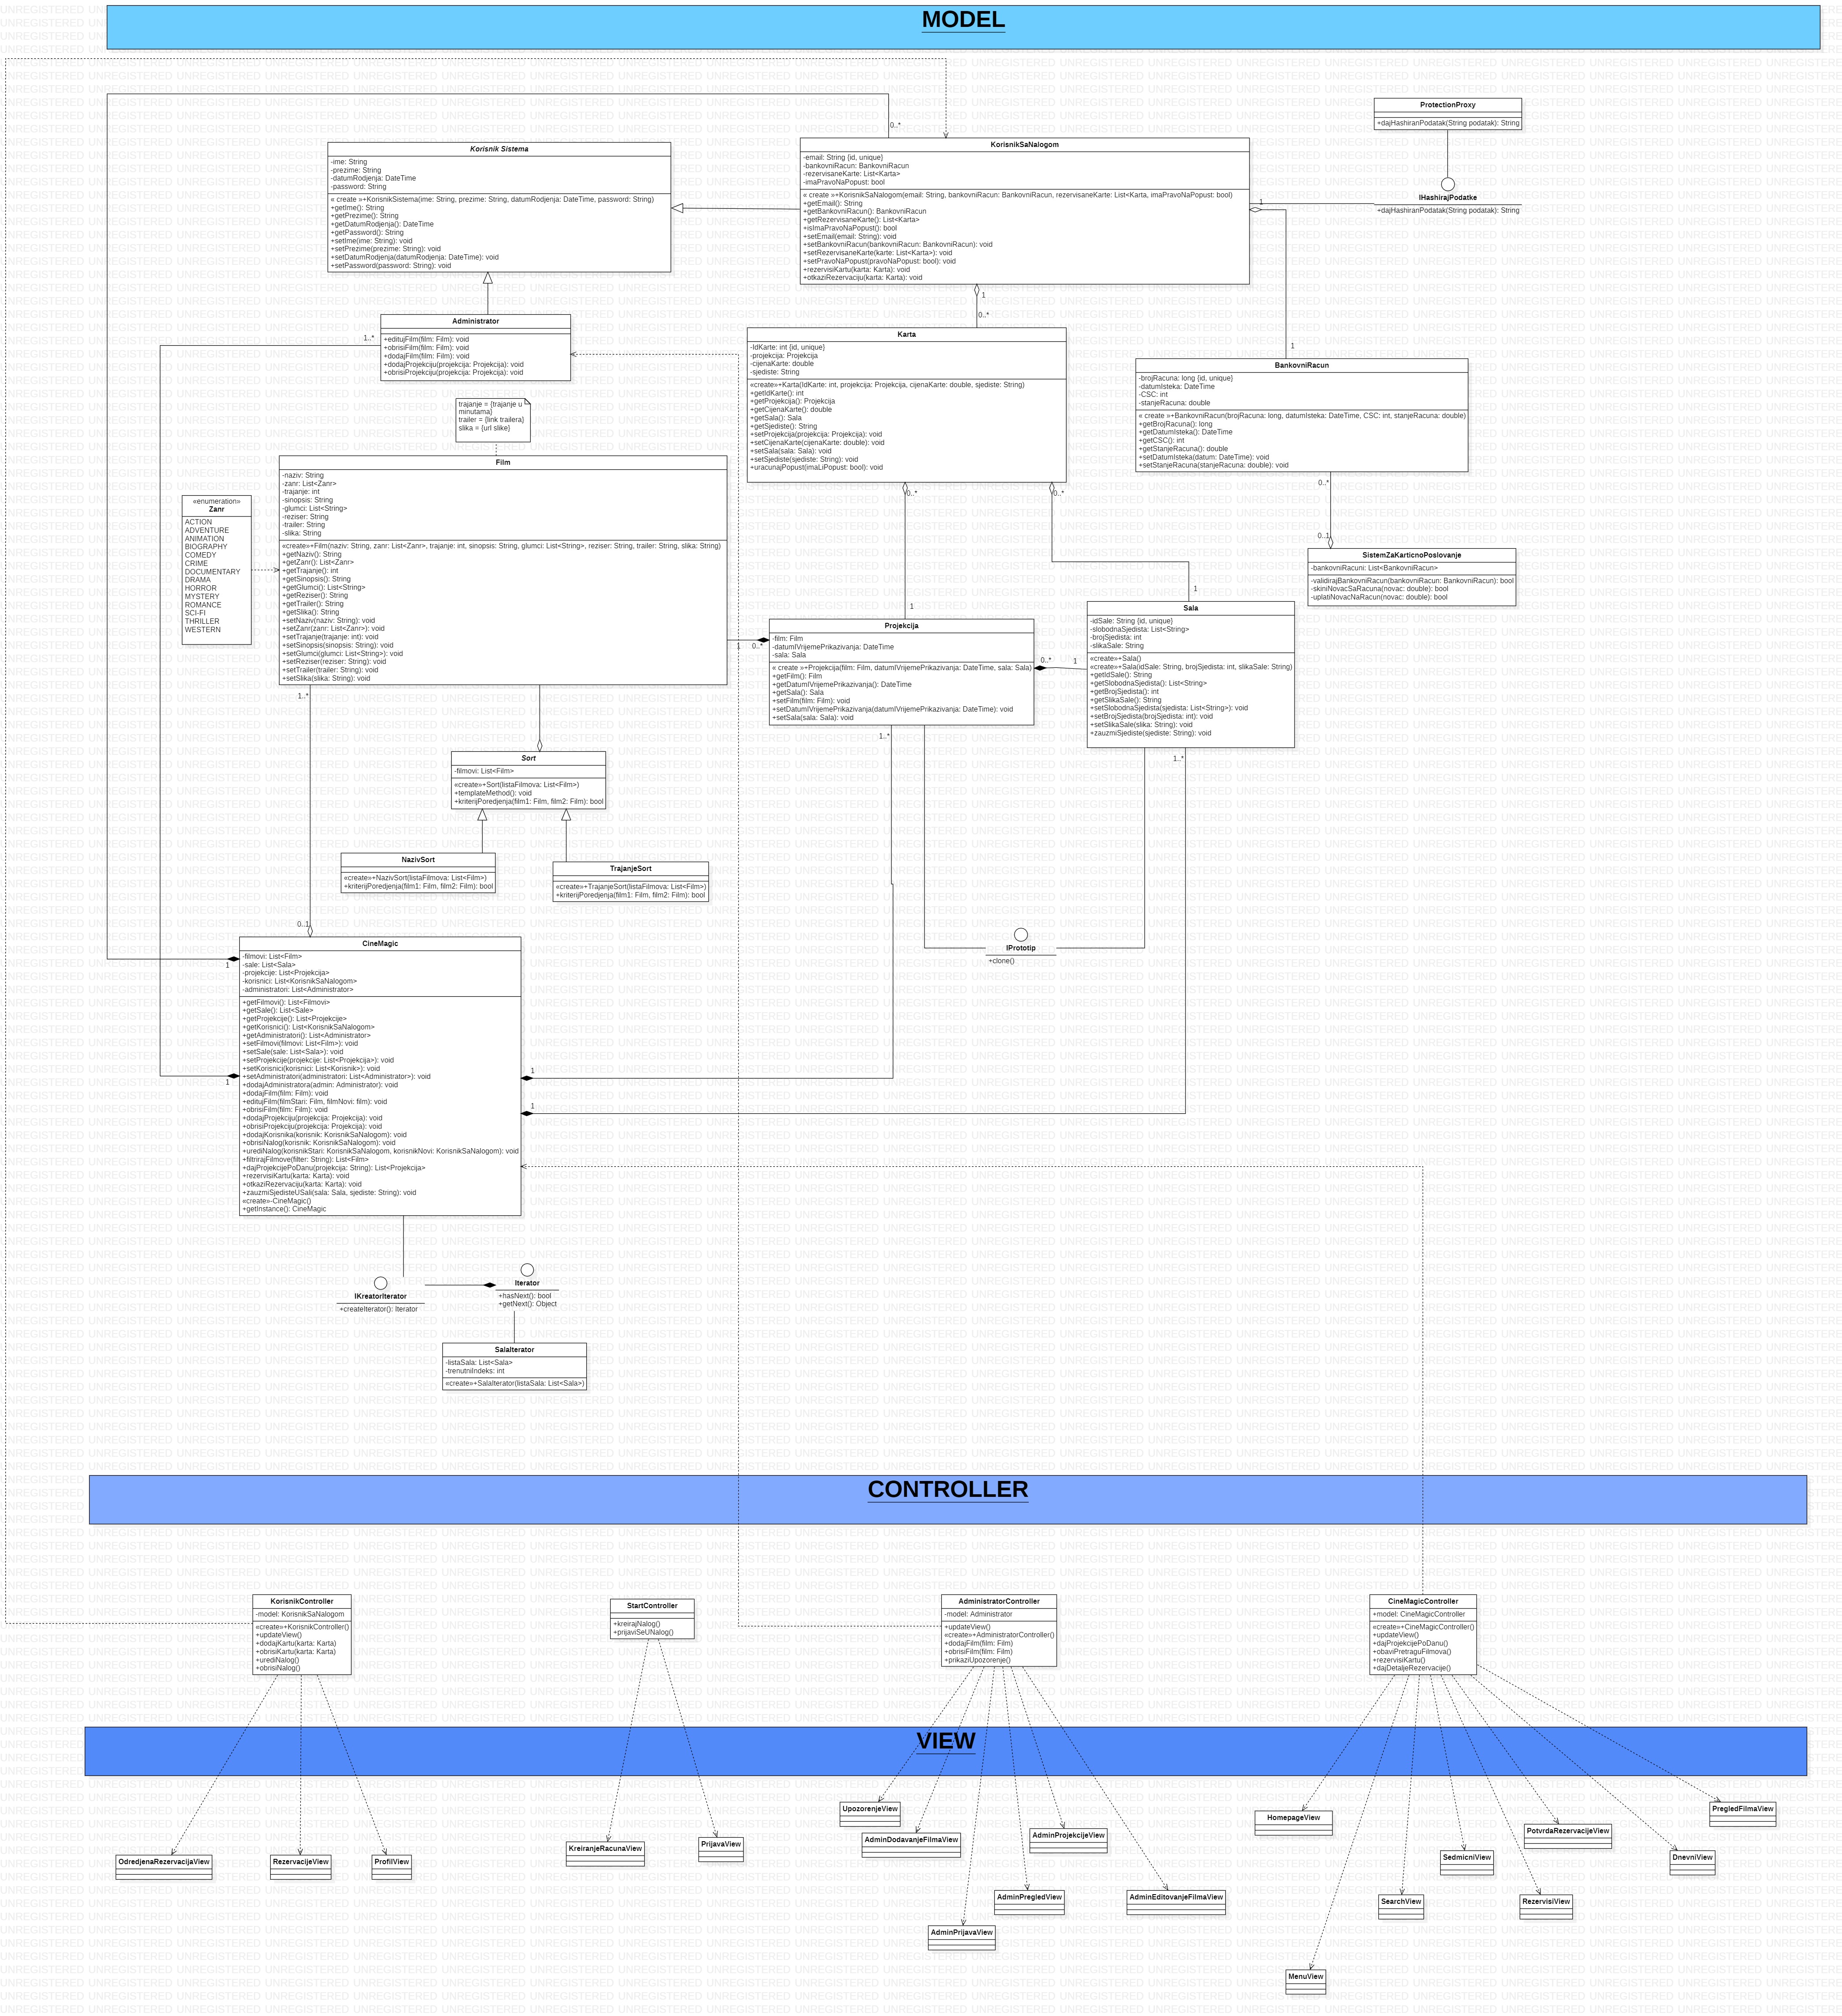 MODEL
ProtectionProxy
+dajHashiranPodatak(String podatak): String
IHashirajPodatke
+dajHashiranPodatak(String podatak): String
0..*
Korisnik Sistema
-ime: String
-prezime: String
-datumRodjenja: DateTime
-password: String
« create »+KorisnikSistema(ime: String, prezime: String, datumRodjenja: DateTime, password: String)
+getIme(): String
+getPrezime(): String
+getDatumRodjenja(): DateTime
+getPassword(): String
+setIme(ime: String): void
+setPrezime(prezime: String): void
+setDatumRodjenja(datumRodjenja: DateTime): void
+setPassword(password: String): void
KorisnikSaNalogom
-email: String {id, unique}
-bankovniRacun: BankovniRacun
-rezervisaneKarte: List<Karta>
-imaPravoNaPopust: bool
« create »+KorisnikSaNalogom(email: String, bankovniRacun: BankovniRacun, rezervisaneKarte: List<Karta, imaPravoNaPopust: bool)
+getEmail(): String
+getBankovniRacun(): BankovniRacun
+getRezervisaneKarte(): List<Karta>
+isImaPravoNaPopust(): bool
+setEmail(email: String): void
+setBankovniRacun(bankovniRacun: BankovniRacun): void
+setRezervisaneKarte(karte: List<Karta>): void
+setPravoNaPopust(pravoNaPopust: bool): void
+rezervisiKartu(karta: Karta): void
+otkaziRezervaciju(karta: Karta): void
1
1
0..*
1
1..*
Administrator
+editujFilm(film: Film): void
+obrisiFilm(film: Film): void
+dodajFilm(film: Film): void
+dodajProjekciju(projekcija: Projekcija): void
+obrisiProjekciju(projekcija: Projekcija): void
Karta
-IdKarte: int {id, unique}
-projekcija: Projekcija
-cijenaKarte: double
-sjediste: String
«create»+Karta(IdKarte: int, projekcija: Projekcija, cijenaKarte: double, sjediste: String)
+getIdKarte(): int
+getProjekcija(): Projekcija
+getCijenaKarte(): double
+getSala(): Sala
+getSjediste(): String
+setProjekcija(projekcija: Projekcija): void
+setCijenaKarte(cijenaKarte: double): void
+setSala(sala: Sala): void
+setSjediste(sjediste: String): void
+uracunajPopust(imaLiPopust: bool): void
BankovniRacun
-brojRacuna: long {id, unique}
-datumIsteka: DateTime
-CSC: int
-stanjeRacuna: double
« create »+BankovniRacun(brojRacuna: long, datumIsteka: DateTime, CSC: int, stanjeRacuna: double)
+getBrojRacuna(): long
+getDatumIsteka(): DateTime
+getCSC(): int
+getStanjeRacuna(): double
+setDatumIsteka(datum: DateTime): void
+setStanjeRacuna(stanjeRacuna: double): void
trajanje = {trajanje u
minutama}
trailer = {link trailera}
slika = {url slike}
0..*
0..*
0..*
0..1
«enumeration»
Zanr
ACTION
ADVENTURE
ANIMATION
BIOGRAPHY
COMEDY
CRIME
DOCUMENTARY
DRAMA
HORROR
MYSTERY
ROMANCE
SCI-FI
THRILLER
WESTERN
Film
-naziv: String
-zanr: List<Zanr>
-trajanje: int
-sinopsis: String
-glumci: List<String>
-reziser: String
-trailer: String
-slika: String
«create»+Film(naziv: String, zanr: List<Zanr>, trajanje: int, sinopsis: String, glumci: List<String>, reziser: String, trailer: String, slika: String)
+getNaziv(): String
+getZanr(): List<Zanr>
+getTrajanje(): int
+getSinopsis(): String
+getGlumci(): List<String>
+getReziser(): String
+getTrailer(): String
+getSlika(): String
+setNaziv(naziv: String): void
+setZanr(zanr: List<Zanr>): void
+setTrajanje(trajanje: int): void
+setSinopsis(sinopsis: String): void
+setGlumci(glumci: List<String>): void
+setReziser(reziser: String): void
+setTrailer(trailer: String): void
+setSlika(slika: String): void
SistemZaKarticnoPoslovanje
-bankovniRacuni: List<BankovniRacun>
-validirajBankovniRacun(bankovniRacun: BankovniRacun): bool
-skiniNovacSaRacuna(novac: double): bool
-uplatiNovacNaRacun(novac: double): bool
1
1
1
0..*
Projekcija
-film: Film
-datumIVrijemePrikazivanja: DateTime
-sala: Sala
« create »+Projekcija(film: Film, datumIVrijemePrikazivanja: DateTime, sala: Sala)
+getFilm(): Film
+getDatumIVrijemePrikazivanja(): DateTime
+getSala(): Sala
+setFilm(film: Film): void
+setDatumIVrijemePrikazivanja(datumIVrijemePrikazivanja: DateTime): void
+setSala(sala: Sala): void
0..*
1
Sala
-idSale: String {id, unique}
-slobodnaSjedista: List<String>
-brojSjedista: int
-slikaSale: String
«create»+Sala()
«create»+Sala(idSale: String, brojSjedista: int, slikaSale: String)
+getIdSale(): String
+getSlobodnaSjedista(): List<String>
+getBrojSjedista(): int
+getSlikaSale(): String
+setSlobodnaSjedista(sjedista: List<String>): void
+setBrojSjedista(brojSjedista: int): void
+setSlikaSale(slika: String): void
+zauzmiSjediste(sjediste: String): void
1..*
1..*
1..*
Sort
-filmovi: List<Film>
«create»+Sort(listaFilmova: List<Film>)
+templateMethod(): void
+kriterijPoredjenja(film1: Film, film2: Film): bool
NazivSort
«create»+NazivSort(listaFilmova: List<Film>)
+kriterijPoredjenja(film1: Film, film2: Film): bool
TrajanjeSort
«create»+TrajanjeSort(listaFilmova: List<Film>)
+kriterijPoredjenja(film1: Film, film2: Film): bool
0..1
IPrototip
+clone()
CineMagic
-filmovi: List<Film>
-sale: List<Sala>
-projekcije: List<Projekcija>
-korisnici: List<KorisnikSaNalogom>
-administratori: List<Administrator>
+getFilmovi(): List<Filmovi>
+getSale(): List<Sale>
+getProjekcije(): List<Projekcije>
+getKorisnici(): List<KorisnikSaNalogom>
+getAdministratori(): List<Administrator>
+setFilmovi(filmovi: List<Film>): void
+setSale(sale: List<Sala>): void
+setProjekcije(projekcije: List<Projekcija>): void
+setKorisnici(korisnici: List<Korisnik>): void
+setAdministratori(administratori: List<Administrator>): void
+dodajAdministratora(admin: Administrator): void
+dodajFilm(film: Film): void
+editujFilm(filmStari: Film, filmNovi: film): void
+obrisiFilm(film: Film): void
+dodajProjekciju(projekcija: Projekcija): void
+obrisiProjekciju(projekcija: Projekcija): void
+dodajKorisnika(korisnik: KorisnikSaNalogom): void
+obrisiNalog(korisnik: KorisnikSaNalogom): void
+urediNalog(korisnikStari: KorisnikSaNalogom, korisnikNovi: KorisnikSaNalogom): void
+filtrirajFilmove(filter: String): List<Film>
+dajProjekcijePoDanu(projekcija: String): List<Projekcija>
+rezervisiKartu(karta: Karta): void
+otkaziRezervaciju(karta: Karta): void
+zauzmiSjedisteUSali(sala: Sala, sjediste: String): void
«create»-CineMagic()
+getInstance(): CineMagic
1
1
1
1
IKreatorIterator
+createIterator(): Iterator
Iterator
+hasNext(): bool
+getNext(): Object
SalaIterator
-listaSala: List<Sala>
-trenutniIndeks: int
«create»+SalaIterator(listaSala: List<Sala>)
CONTROLLER
KorisnikController
-model: KorisnikSaNalogom
«create»+KorisnikController()
+updateView()
+dodajKartu(karta: Karta)
+obrisiKartu(karta: Karta)
+urediNalog()
+obrisiNalog()
StartController
+kreirajNalog()
+prijaviSeUNalog()
AdministratorController
-model: Administrator
+updateView()
«create»+AdministratorController()
+dodajFilm(film: Film)
+obrisiFilm(film: Film)
+prikaziUpozorenje()
CineMagicController
+model: CineMagicController
«create»+CineMagicController()
+updateView()
+dajProjekcijePoDanu()
+obaviPretraguFilmova()
+rezervisiKartu()
+dajDetaljeRezervacije()
VIEW
OdredjenaRezervacijaView
RezervacijeView
ProfilView
KreiranjeRacunaView
PrijavaView
UpozorenjeView
AdminDodavanjeFilmaView
AdminProjekcijeView
AdminPregledView
AdminEditovanjeFilmaView
AdminPrijavaView
HomepageView
PregledFilmaView
PotvrdaRezervacijeView
SedmicniView
DnevniView
SearchView
RezervisiView
MenuView